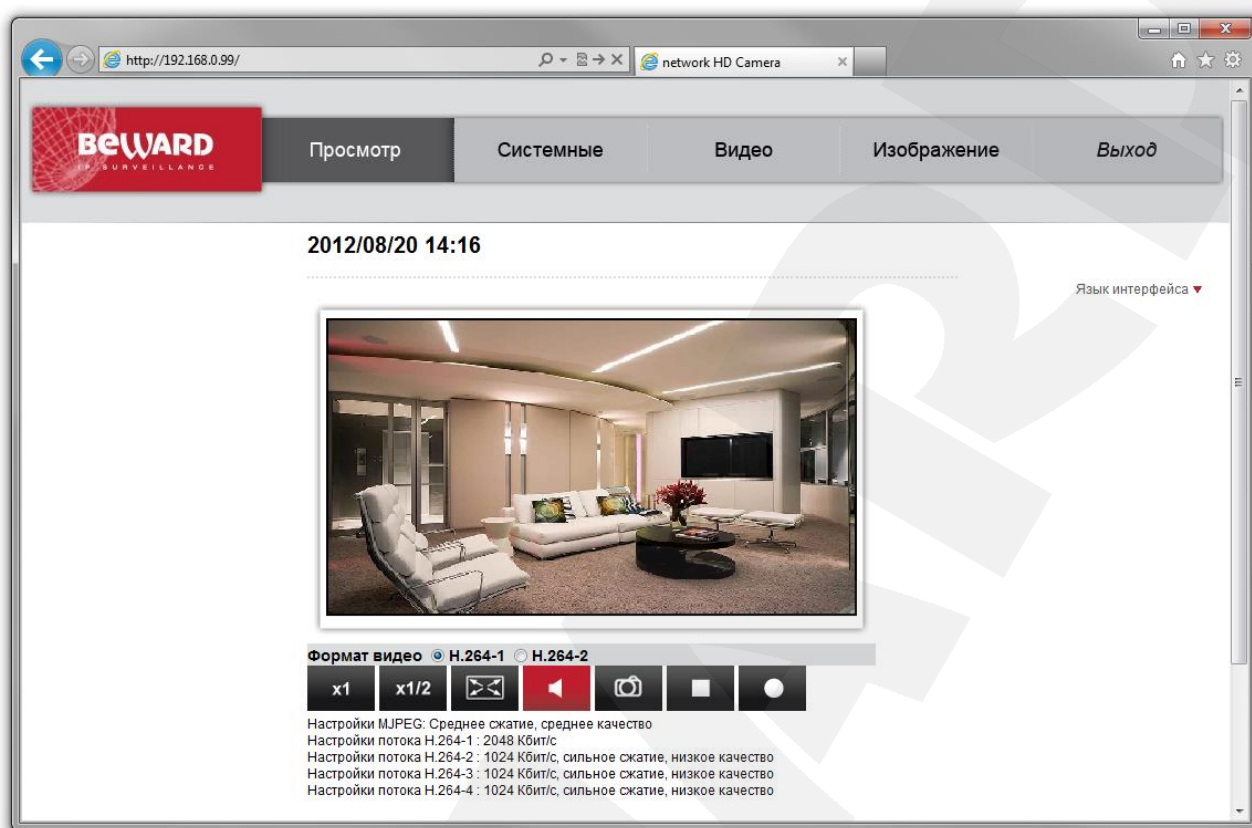 http://192.168.0.99/
network HD Camera
BEWARD
IP SURVEILLANCE
Просмотр
Системные
Видео
Изображение
Выход
2012/08/20 14:16
Язык интерфейса
Формат видео H.264-1 H.264-2
x1 x1/2
Настройки MJPEG: Среднее сжатие, среднее качество
Настройки потока H.264-1 : 2048 Кбит/с
Настройки потока H.264-2 : 1024 Кбит/с, сильное сжатие, низкое качество
Настройки потока H.264-3 : 1024 Кбит/с, сильное сжатие, низкое качество
Настройки потока H.264-4 : 1024 Кбит/с, сильное сжатие, низкое качество